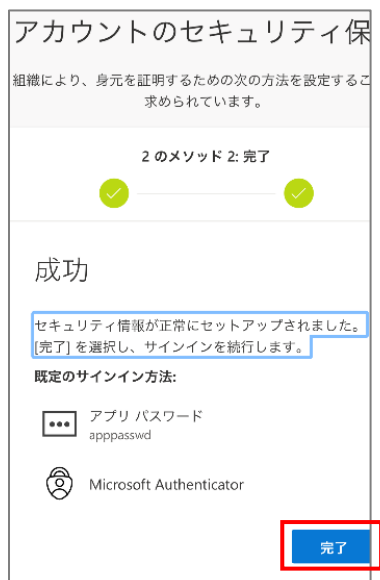 アカウントのセキュリティ保
組織により、身元を証明するための次の方法を設定するこ
求められています。
2 のメソッド 2: 完了
成功
セキュリティ情報が正常にセットアップされました。
[完了] を選択し、サインインを続行します。
既定のサインイン方法:
アプリ パスワード
apppasswd
Microsoft Authenticator
完了